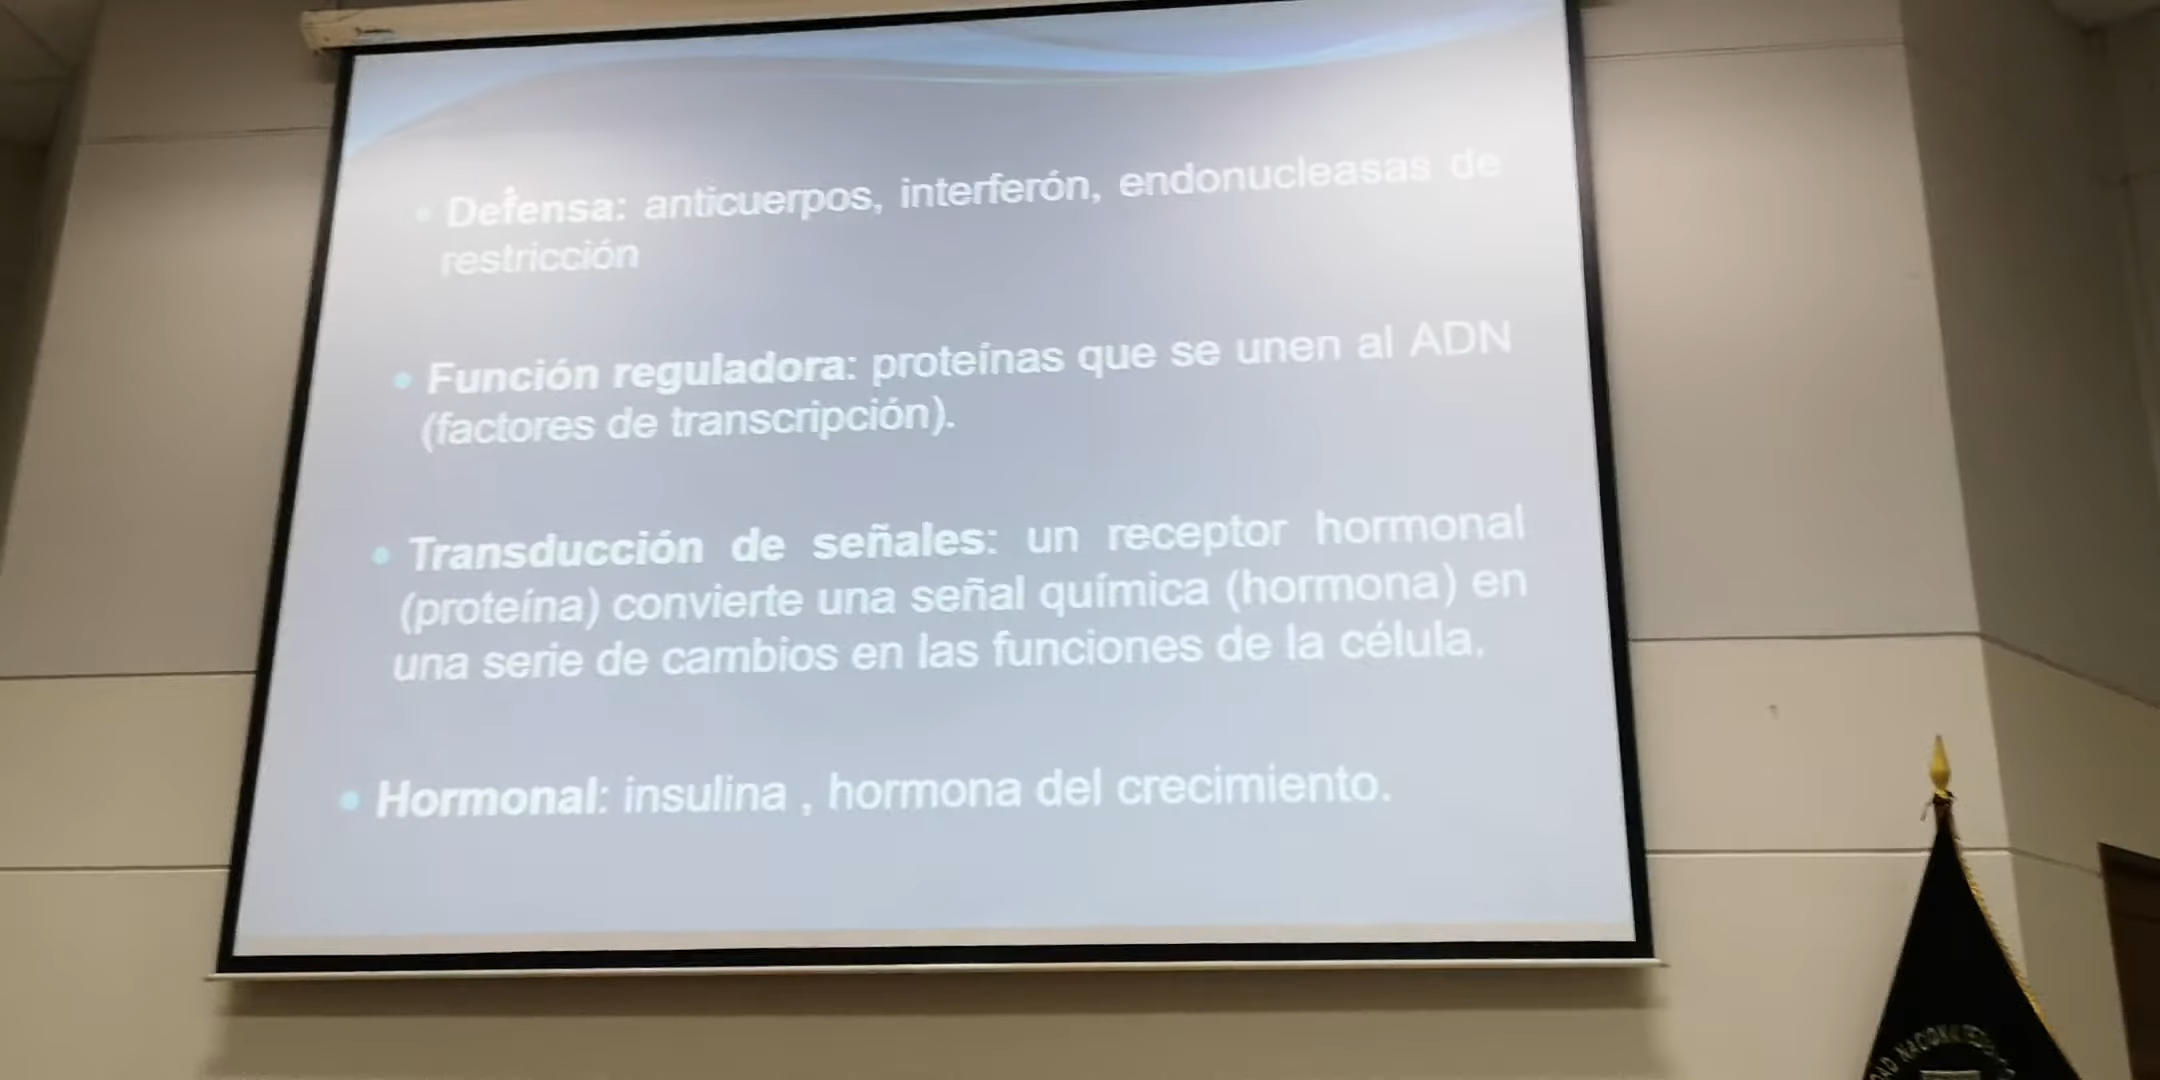 • Defensa: anticuerpos, interferón, endonucleasas de
restricción
• Función reguladora: proteínas que se unen al ADN
(factores de transcripción).
• Transducción de señales: un receptor hormonal
(proteína) convierte una señal química (hormona) en
una serie de cambios en las funciones de la célula.
• Hormonal: insulina , hormona del crecimiento.
NACIONAL